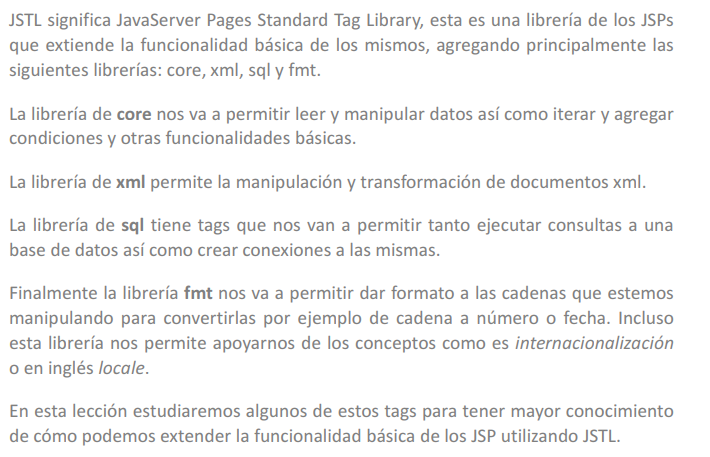 JSTL significa JavaServer Pages Standard Tag Library, esta es una librería de los JSPs
que extiende la funcionalidad básica de los mismos, agregando principalmente las
siguientes librerías: core, xml, sql y fmt.
La librería de core nos va a permitir leer y manipular datos así como iterar y agregar
condiciones y otras funcionalidades básicas.
La librería de xml permite la manipulación y transformación de documentos xml.
La librería de sql tiene tags que nos van a permitir tanto ejecutar consultas a una
base de datos así como crear conexiones a las mismas.
Finalmente la librería fmt nos va a permitir dar formato a las cadenas que estemos
manipulando para convertirlas por ejemplo de cadena a número o fecha. Incluso
esta librería nos permite apoyarnos de los conceptos como es internacionalización
o en inglés locale.
En esta lección estudiaremos algunos de estos tags para tener mayor conocimiento
de cómo podemos extender la funcionalidad básica de los JSP utilizando JSTL.